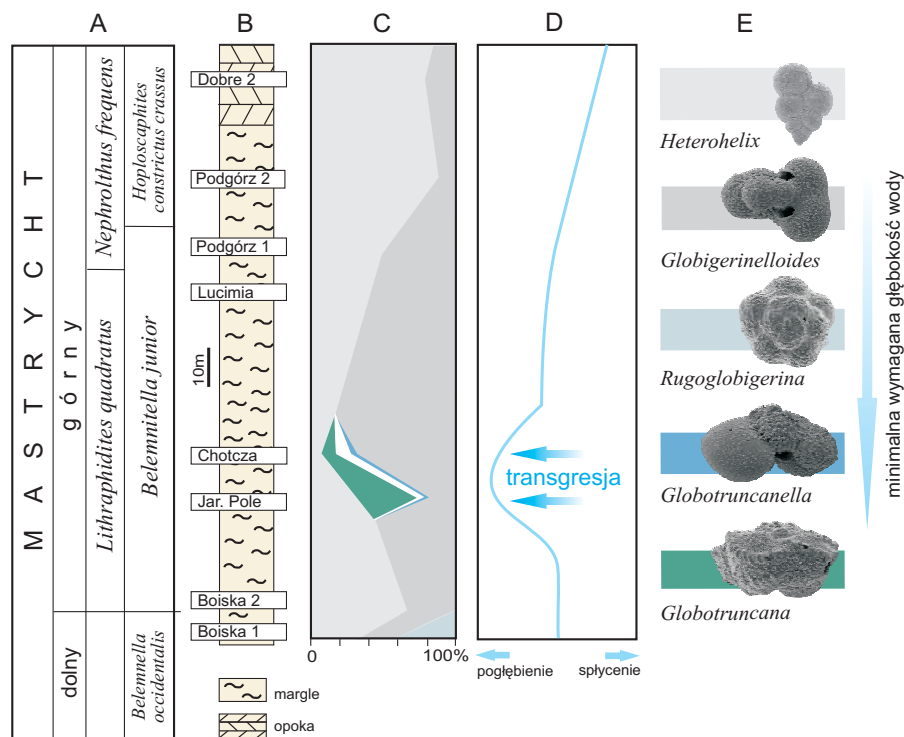 A
B
C
D
E
MASTRYCHT
górny
dolny
Nephrolthus frequens
Lithraphidites quadratus
Hoploscaphites
constrictus crassus
Belemnitella junior
Belemnella
occidentalis
Dobre 2
Podgórz 2
Podgórz 1
Lucimia
10m
Chotcza
Jar. Pole
Boiska 2
Boiska 1
margle
opoka
0
100%
transgresja
pogłębienie
spłycenie
Heterohelix
Globigerinelloides
Rugoglobigerina
Globotruncanella
Globotruncana
minimalna wymagana głębokość wody